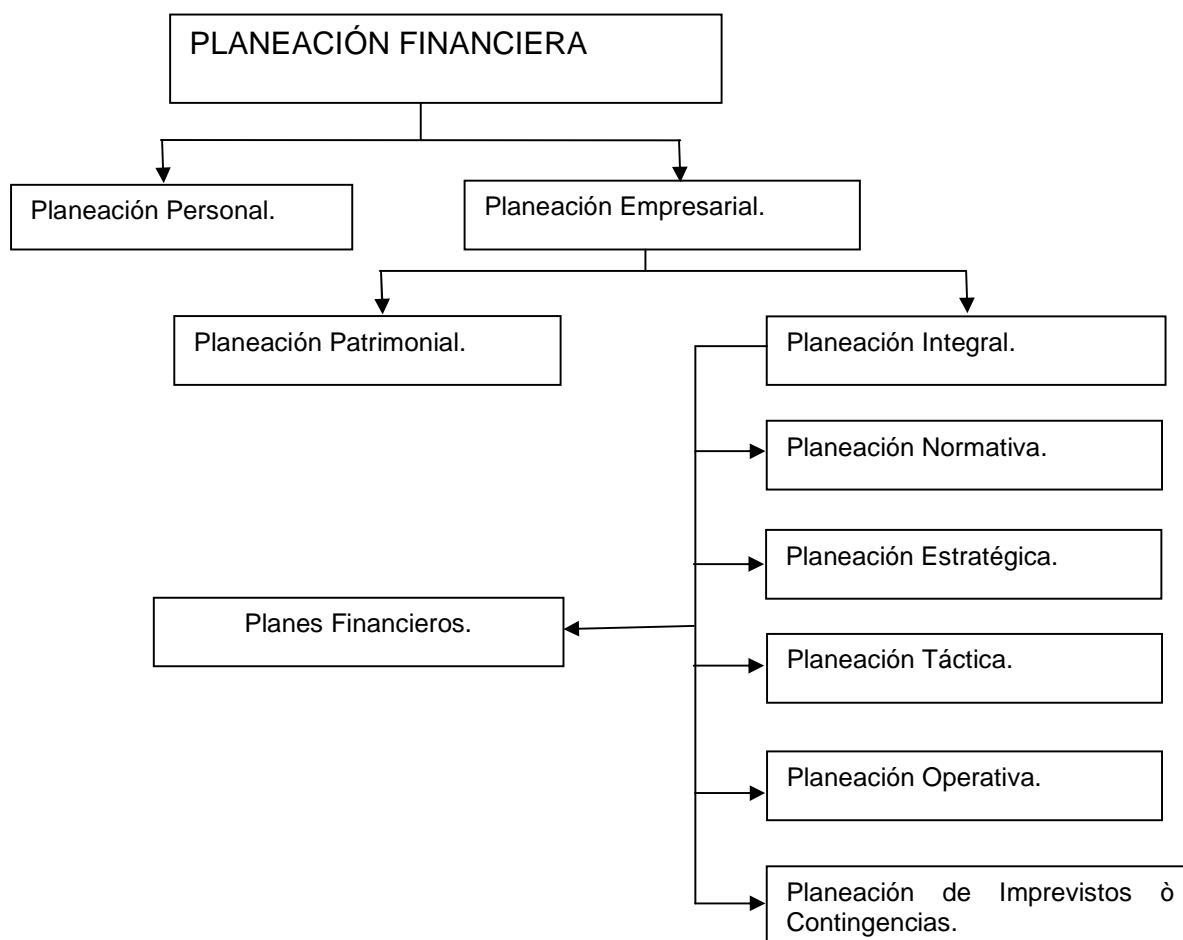 PLANEACIÓN FINANCIERA
Planeación Personal.
Planeación Empresarial.
Planeación Patrimonial.
Planeación Integral.
Planeación Normativa.
Planeación Estratégica.
Planes Financieros.
Planeación Táctica.
Planeación Operativa.
Planeación de Imprevistos ò
Contingencias.